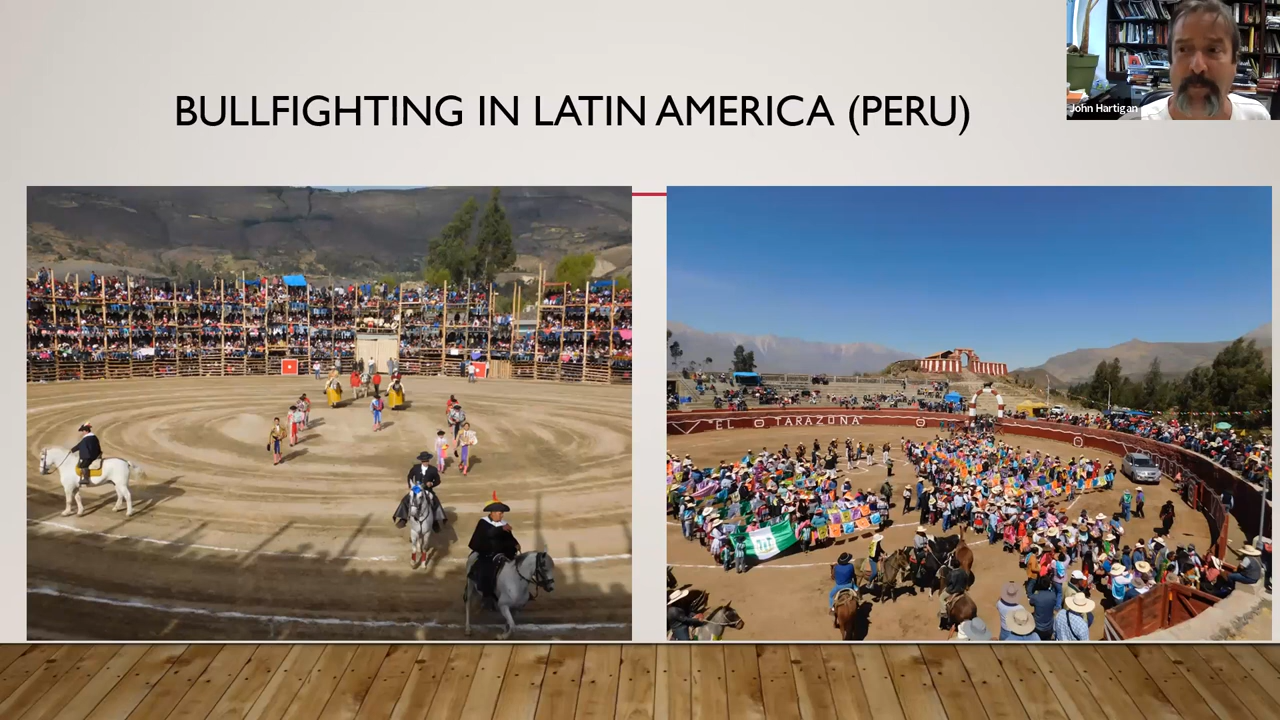 BULLFIGHTING IN LATIN AMERICA (PERU)
John Hartigan
EL TARAZONA